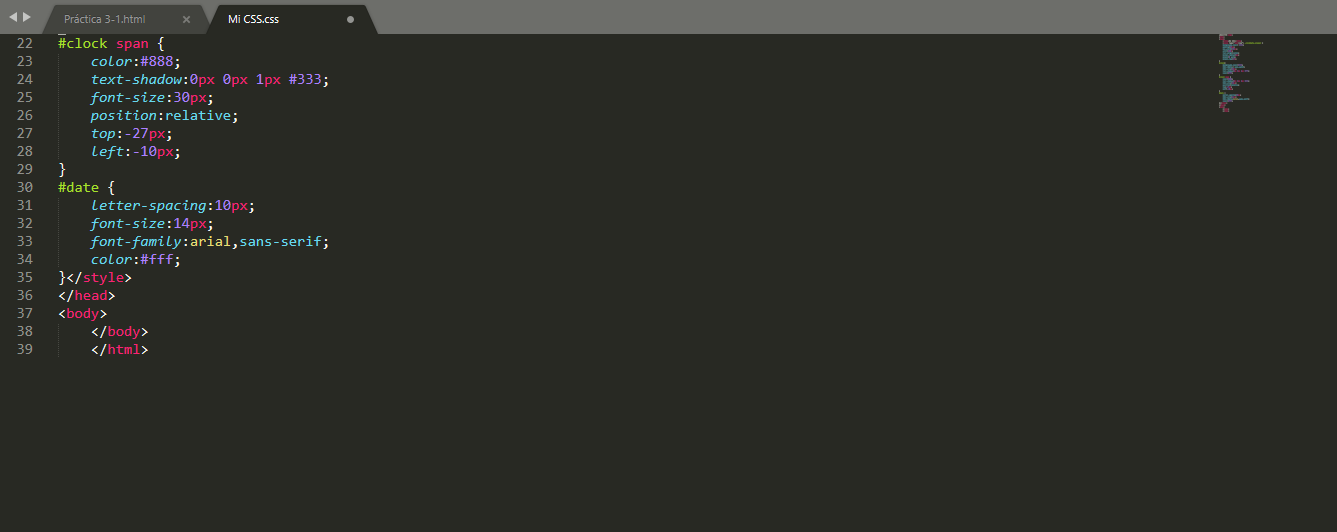 Práctica 3-1.html
Mi CSS.css
22 #clock span {
23     color:#888;
24     text-shadow:0px 0px 1px #333;
25     font-size:30px;
26     position:relative;
27     top:-27px;
28     left:-10px;
29 }
30 #date {
31     letter-spacing:10px;
32     font-size:14px;
33     font-family:arial,sans-serif;
34     color:#fff;
35 }</style>
36 </head>
37 <body>
38     </body>
39     </html>